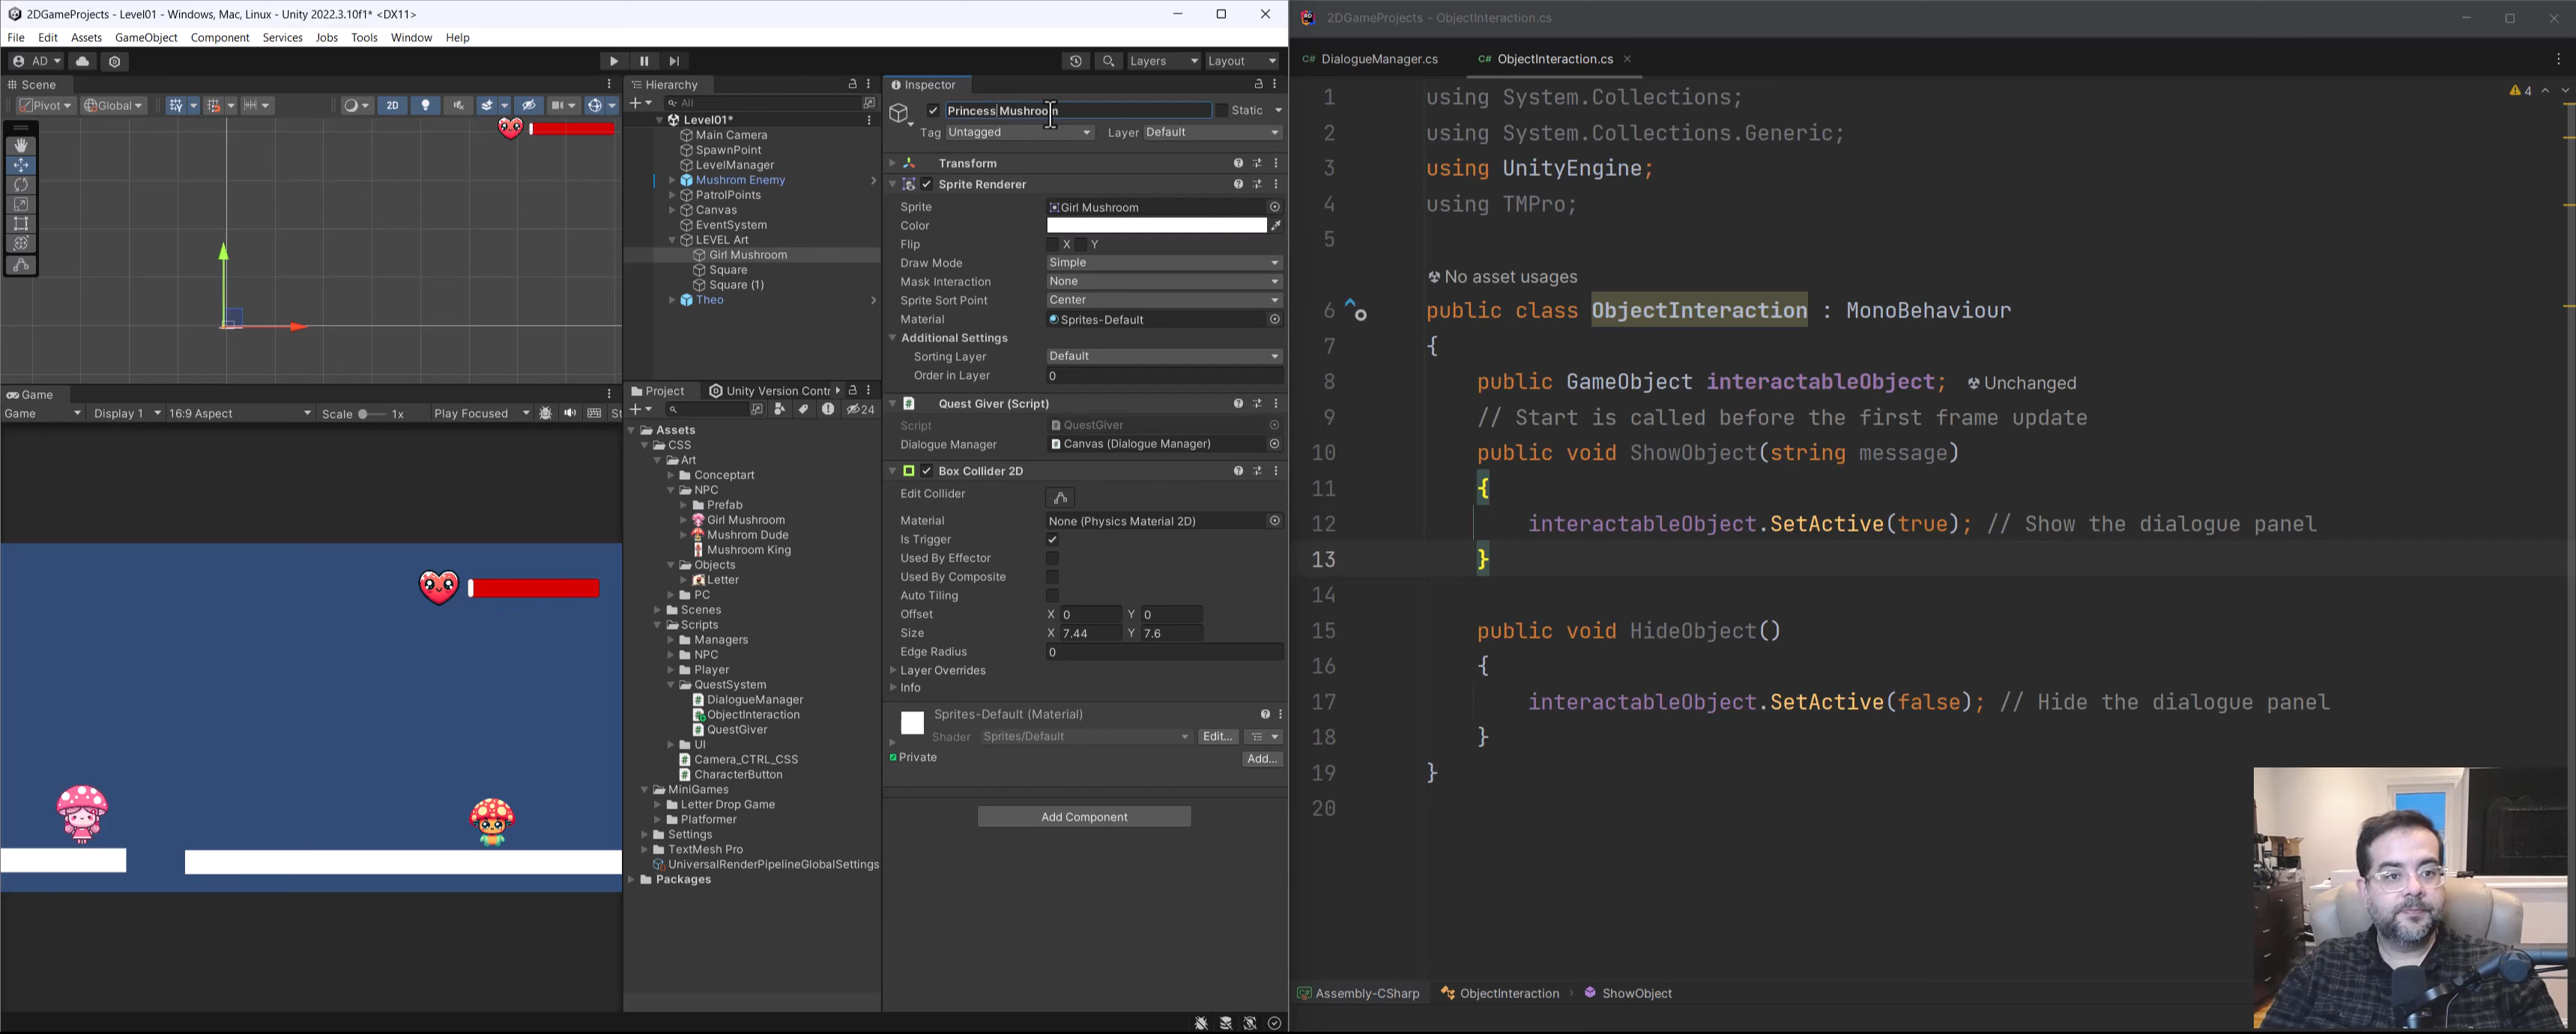 2DGameProjects - Level01 - Windows, Mac, Linux - Unity 2022.3.10f1* <DX11>
File Edit Assets GameObject Component Services Jobs Tools Window Help
AD Layers Layout
Scene
Pivot Global 2D
Game
Game Display 1 16:9 Aspect Scale 1x Play Focused St
Hierarchy
All
Level01*
Main Camera
SpawnPoint
LevelManager
Mushrom Enemy
PatrolPoints
Canvas
EventSystem
LEVEL Art
Girl Mushroom
Square
Square (1)
Theo
Project Unity Version Contr
24
Assets
CSS
Art
Conceptart
NPC
Prefab
Girl Mushroom
Mushrom Dude
Mushroom King
Objects
Letter
PC
Scenes
Scripts
Managers
NPC
Player
QuestSystem
DialogueManager
ObjectInteraction
QuestGiver
UI
Camera_CTRL_CSS
CharacterButton
MiniGames
Letter Drop Game
Platformer
Settings
TextMesh Pro
UniversalRenderPipelineGlobalSettings
Packages
Inspector
Princess Mushroom Static
Tag Untagged Layer Default
Transform
Sprite Renderer
Sprite Girl Mushroom
Color
Flip X Y
Draw Mode Simple
Mask Interaction None
Sprite Sort Point Center
Material Sprites-Default
Additional Settings
Sorting Layer Default
Order in Layer 0
Quest Giver (Script)
Script QuestGiver
Dialogue Manager Canvas (Dialogue Manager)
Box Collider 2D
Edit Collider
Material None (Physics Material 2D)
Is Trigger
Used By Effector
Used By Composite
Auto Tiling
Offset X 0 Y 0
Size X 7.44 Y 7.6
Edge Radius 0
Layer Overrides
Info
Sprites-Default (Material)
Shader Sprites/Default Edit...
Private Add...
Add Component
2DGameProjects - ObjectInteraction.cs
C# DialogueManager.cs C# ObjectInteraction.cs
4
1 using System.Collections;
2 using System.Collections.Generic;
3 using UnityEngine;
4 using TMPro;
5
No asset usages
6 public class ObjectInteraction : MonoBehaviour
7 {
8 public GameObject interactableObject; Unchanged
9 // Start is called before the first frame update
10 public void ShowObject(string message)
11 {
12 interactableObject.SetActive(true); // Show the dialogue panel
13 }
14
15 public void HideObject()
16 {
17 interactableObject.SetActive(false); // Hide the dialogue panel
18 }
19 }
20
Assembly-CSharp ObjectInteraction ShowObject